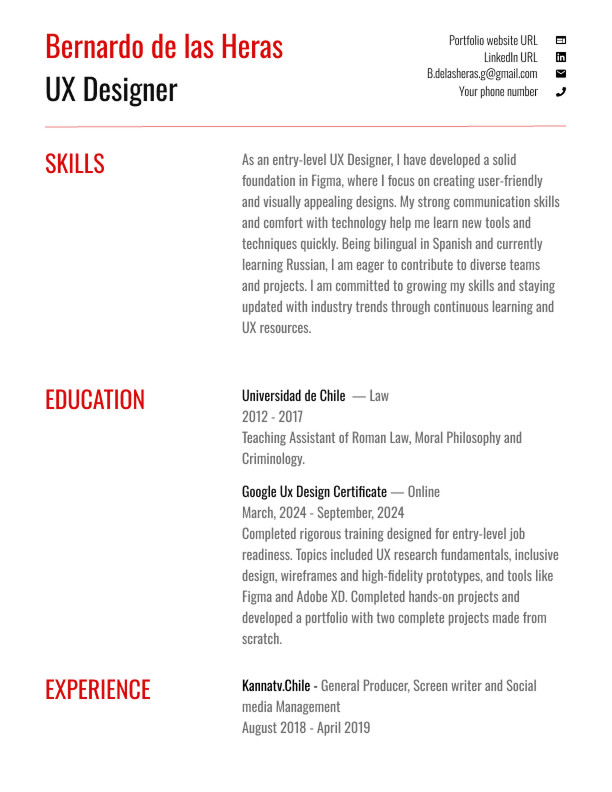 Bernardo de las Heras
UX Designer
Portfolio website URL
LinkedIn URL
B.delasheras.g@gmail.com
Your phone number
SKILLS
As an entry-level UX Designer, I have developed a solid
foundation in Figma, where I focus on creating user-friendly
and visually appealing designs. My strong communication skills
and comfort with technology help me learn new tools and
techniques quickly. Being bilingual in Spanish and currently
learning Russian, I am eager to contribute to diverse teams
and projects. I am committed to growing my skills and staying
updated with industry trends through continuous learning and
UX resources.
EDUCATION
Universidad de Chile — Law
2012 - 2017
Teaching Assistant of Roman Law, Moral Philosophy and
Criminology.
Google Ux Design Certificate — Online
March, 2024 - September, 2024
Completed rigorous training designed for entry-level job
readiness. Topics included UX research fundamentals, inclusive
design, wireframes and high-fidelity prototypes, and tools like
Figma and Adobe XD. Completed hands-on projects and
developed a portfolio with two complete projects made from
scratch.
EXPERIENCE
Kannatv.Chile - General Producer, Screen writer and Social
media Management
August 2018 - April 2019